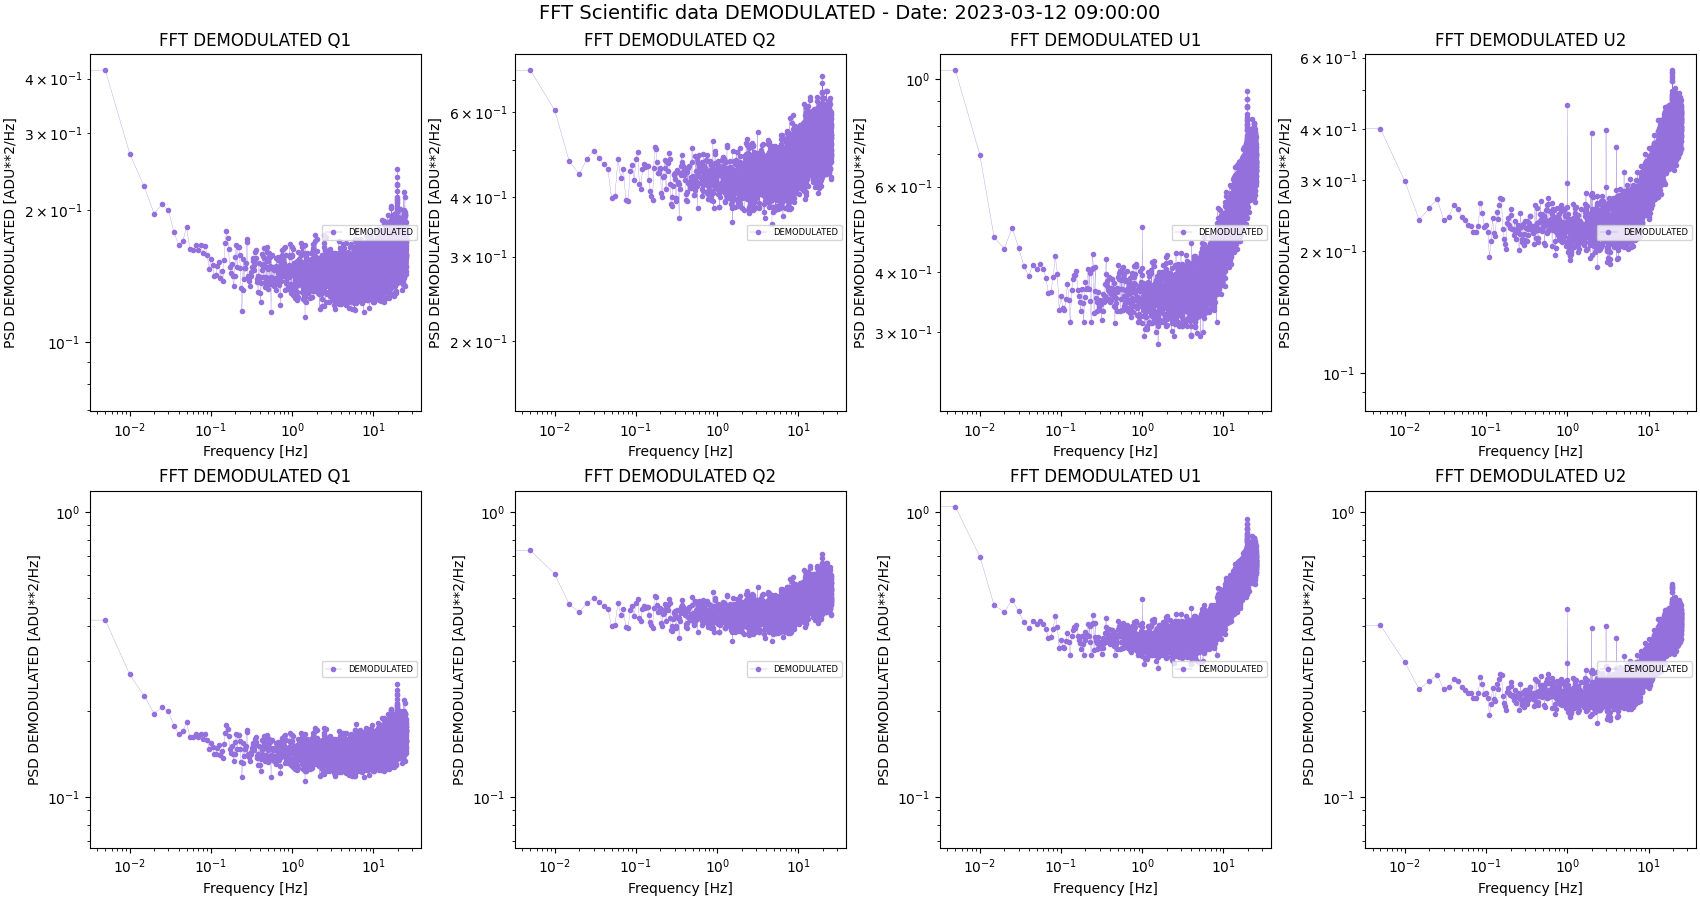 FFT Scientific data DEMODULATED - Date: 2023-03-12 09:00:00
FFT DEMODULATED Q1
PSD DEMODULATED [ADU**2/Hz]
4 × 10⁻¹
3 × 10⁻¹
2 × 10⁻¹
10⁻¹
DEMODULATED
10⁻² 10⁻¹ 10⁰ 10¹
Frequency [Hz]
FFT DEMODULATED Q2
PSD DEMODULATED [ADU**2/Hz]
6 × 10⁻¹
4 × 10⁻¹
3 × 10⁻¹
2 × 10⁻¹
DEMODULATED
10⁻² 10⁻¹ 10⁰ 10¹
Frequency [Hz]
FFT DEMODULATED U1
PSD DEMODULATED [ADU**2/Hz]
10⁰
6 × 10⁻¹
4 × 10⁻¹
3 × 10⁻¹
DEMODULATED
10⁻² 10⁻¹ 10⁰ 10¹
Frequency [Hz]
FFT DEMODULATED U2
PSD DEMODULATED [ADU**2/Hz]
6 × 10⁻¹
4 × 10⁻¹
3 × 10⁻¹
2 × 10⁻¹
10⁻¹
DEMODULATED
10⁻² 10⁻¹ 10⁰ 10¹
Frequency [Hz]
FFT DEMODULATED Q1
PSD DEMODULATED [ADU**2/Hz]
10⁰
10⁻¹
DEMODULATED
10⁻² 10⁻¹ 10⁰ 10¹
Frequency [Hz]
FFT DEMODULATED Q2
PSD DEMODULATED [ADU**2/Hz]
10⁰
10⁻¹
DEMODULATED
10⁻² 10⁻¹ 10⁰ 10¹
Frequency [Hz]
FFT DEMODULATED U1
PSD DEMODULATED [ADU**2/Hz]
10⁰
10⁻¹
DEMODULATED
10⁻² 10⁻¹ 10⁰ 10¹
Frequency [Hz]
FFT DEMODULATED U2
PSD DEMODULATED [ADU**2/Hz]
10⁰
10⁻¹
DEMODULATED
10⁻² 10⁻¹ 10⁰ 10¹
Frequency [Hz]